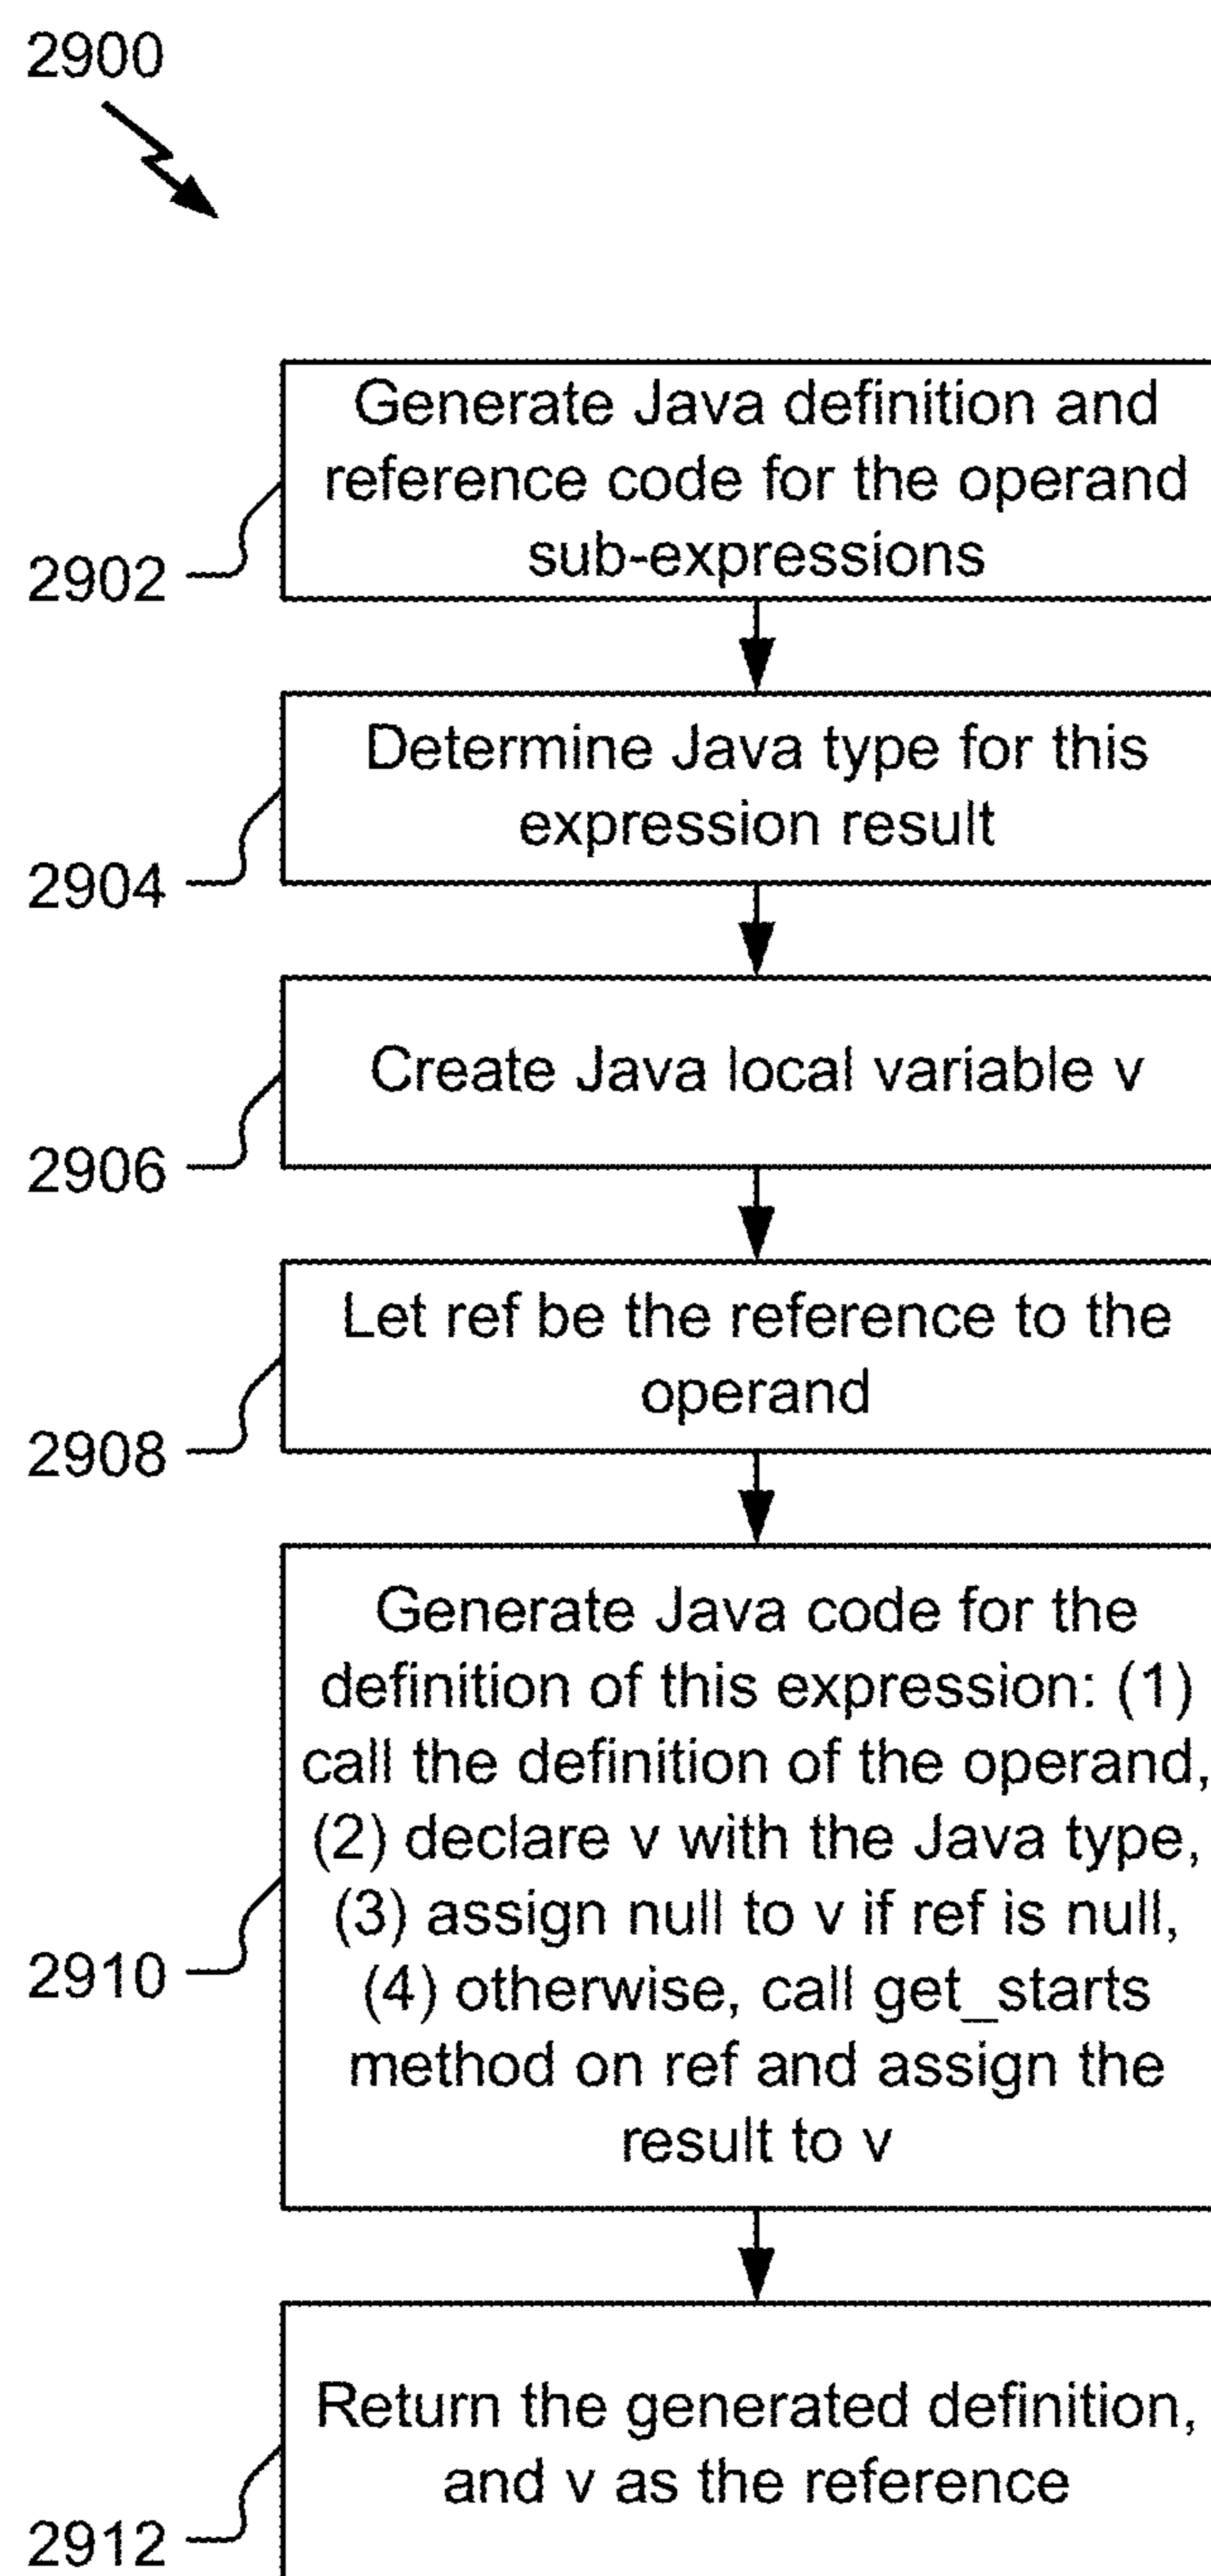 2900
Generate Java definition and
reference code for the operand
sub-expressions
2902
Determine Java type for this
expression result
2904
Create Java local variable v
2906
Let ref be the reference to the
operand
2908
Generate Java code for the
definition of this expression: (1)
call the definition of the operand,
(2) declare v with the Java type,
(3) assign null to v if ref is null,
(4) otherwise, call get_starts
method on ref and assign the
result to v
2910
Return the generated definition,
and v as the reference
2912